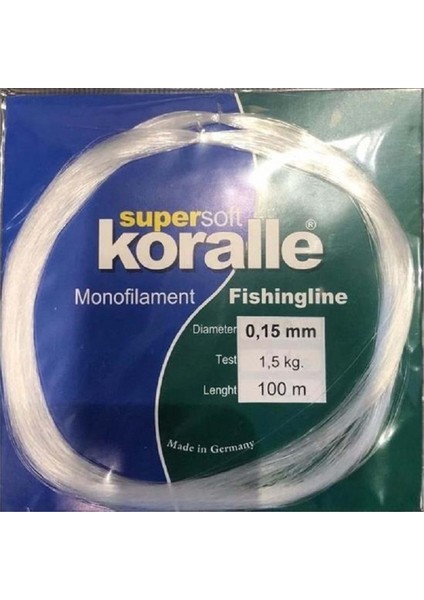 supersoft
koralle®
Monofilament Fishingline
Diameter 0,15 mm
Test 1,5 kg.
Lenght 100 m
Made in Germany